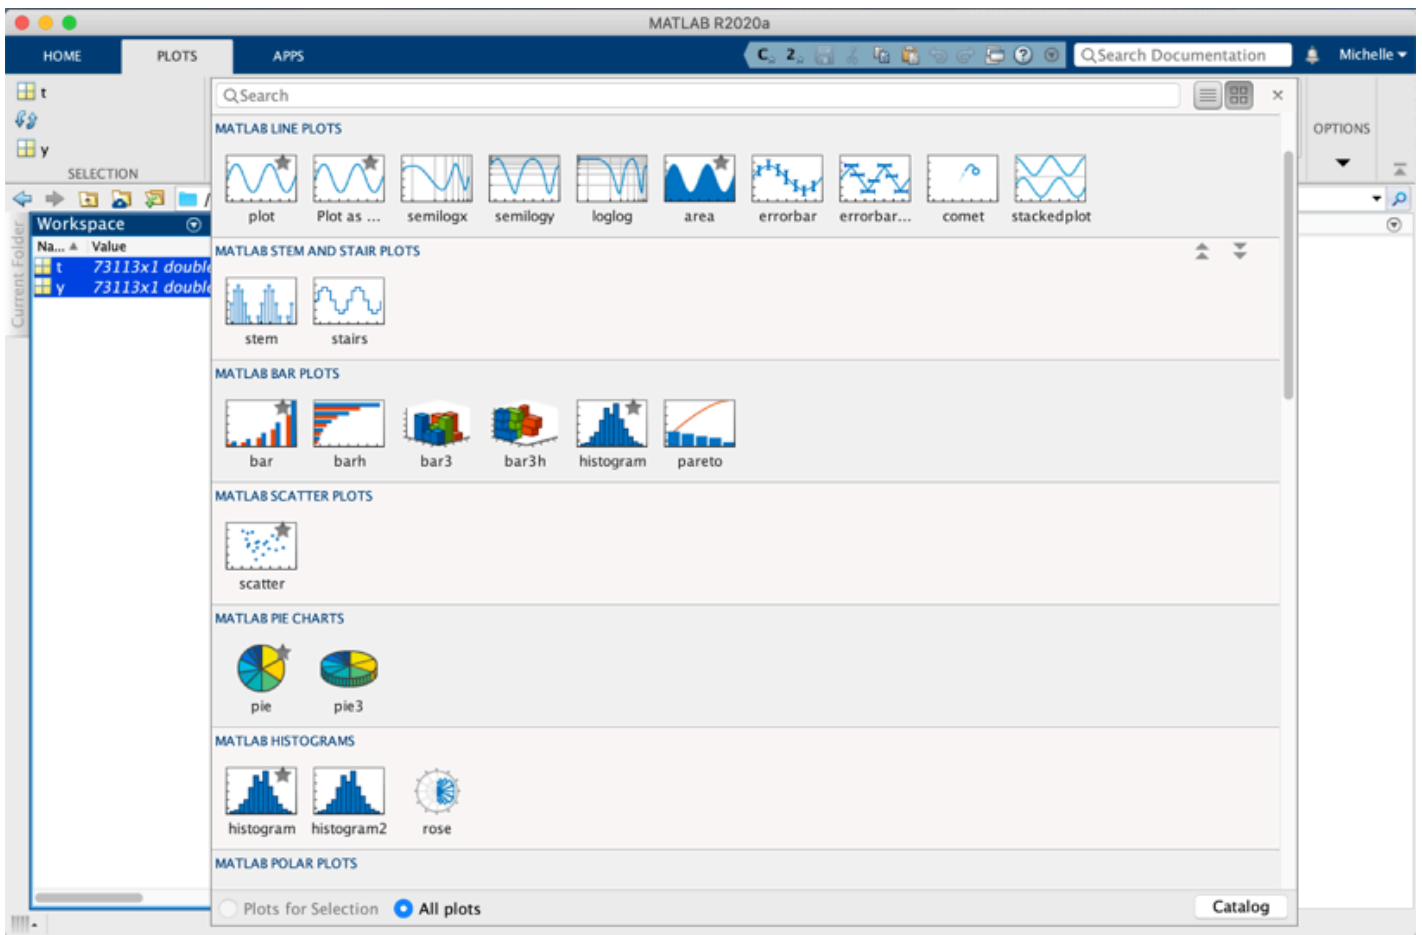 MATLAB R2020a
HOME PLOTS APPS Search Documentation Michelle
t
y
SELECTION
Search
OPTIONS
MATLAB LINE PLOTS
plot Plot as ... semilogx semilogy loglog area errorbar errorbar... comet stackedplot
/
Current Folder
Workspace
Na... Value
t 73113x1 double
y 73113x1 double
MATLAB STEM AND STAIR PLOTS
stem stairs
MATLAB BAR PLOTS
bar barh bar3 bar3h histogram pareto
MATLAB SCATTER PLOTS
scatter
MATLAB PIE CHARTS
pie pie3
MATLAB HISTOGRAMS
histogram histogram2 rose
MATLAB POLAR PLOTS
Plots for Selection All plots Catalog